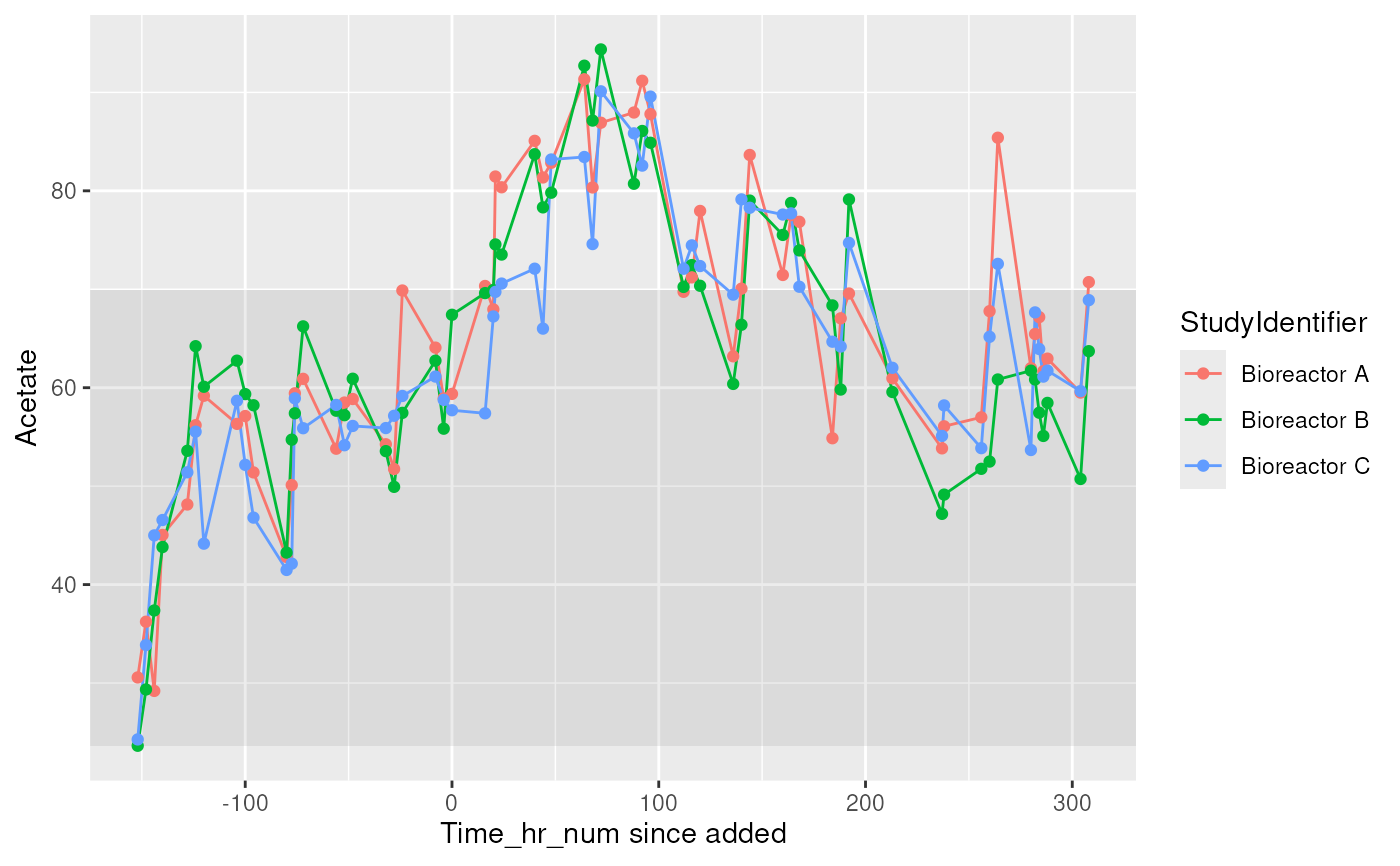 80
60
40
Acetate
-100
0
100
200
300
Time_hr_num since added
StudyIdentifier
Bioreactor A
Bioreactor B
Bioreactor C